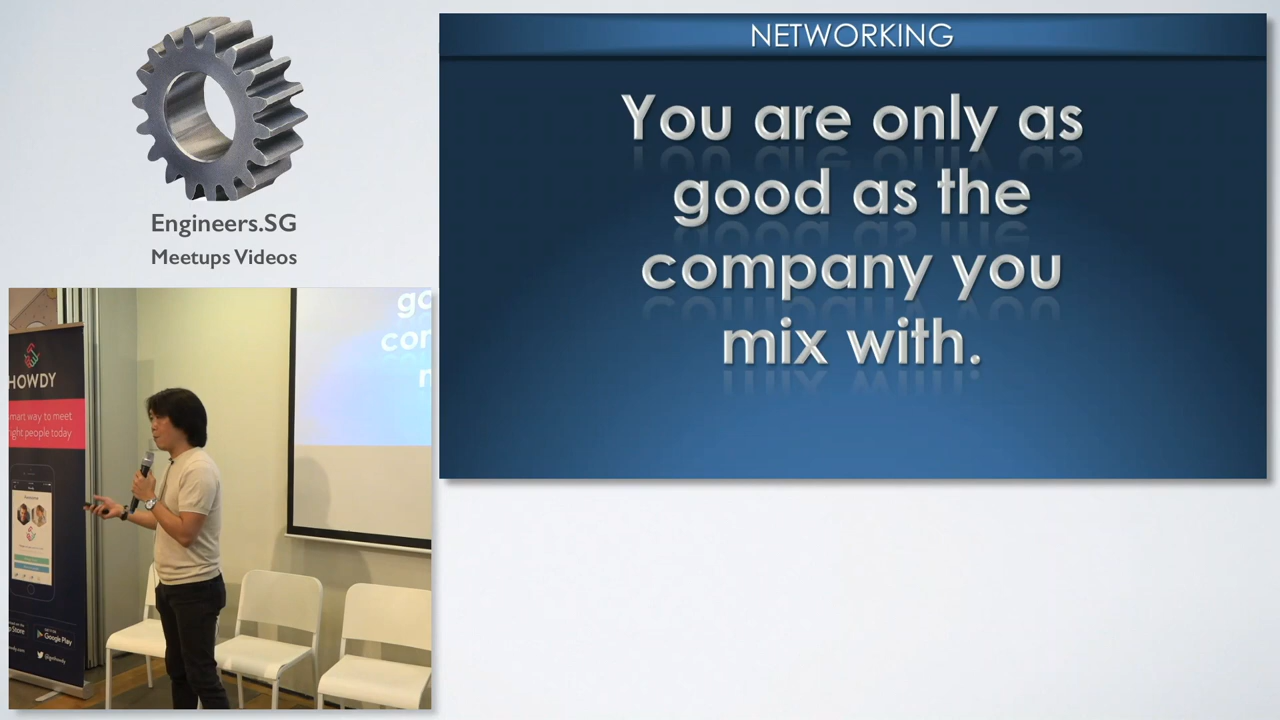 Engineers.SG
Meetups Videos
NETWORKING
You are only as
good as the
company you
mix with.
HOWDY
smart way to meet
right people today
Google Play